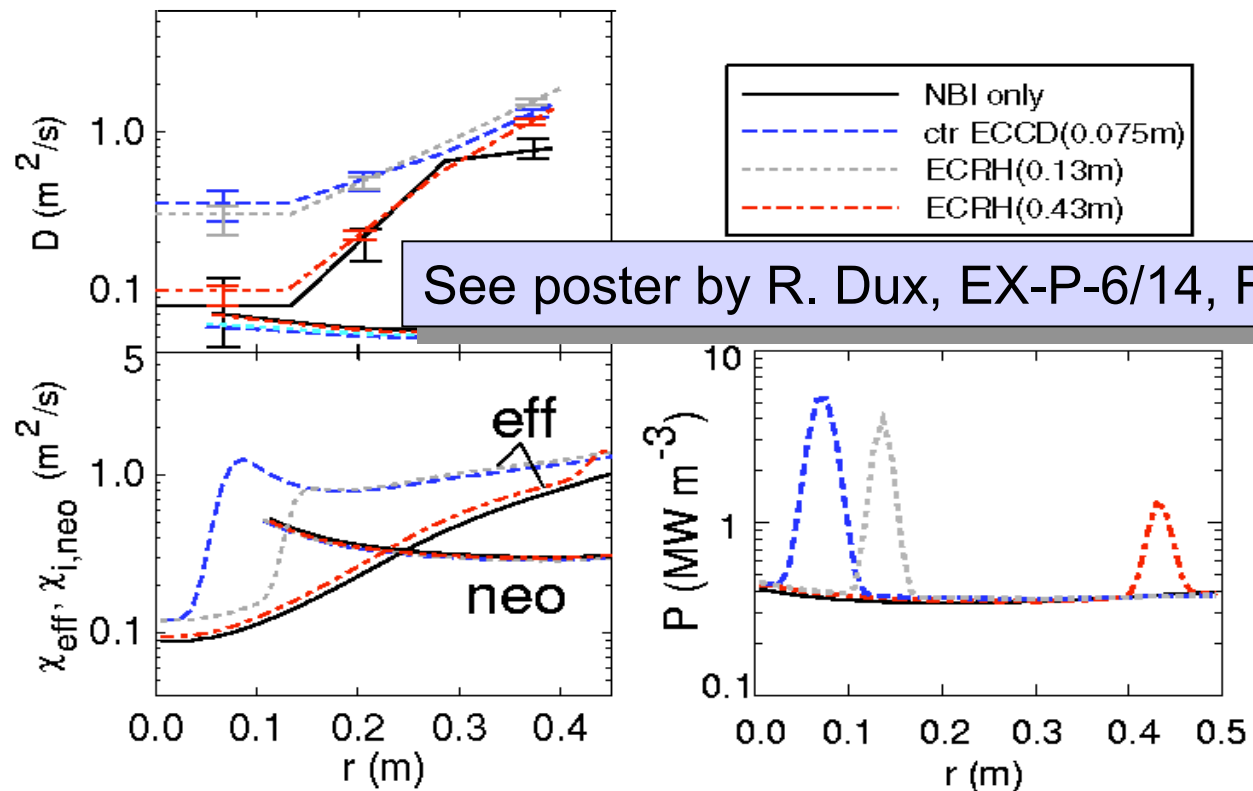 D (m²/s)
1.0
0.1
NBI only
ctr ECCD(0.075m)
ECRH(0.13m)
ECRH(0.43m)
See poster by R. Dux, EX-P-6/14,
χeff, χi,neo (m²/s)
5
1.0
0.1
eff
neo
0.0 0.1 0.2 0.3 0.4
r (m)
P (MW m⁻³)
10
1
0.1
0.0 0.1 0.2 0.3 0.4 0.5
r (m)